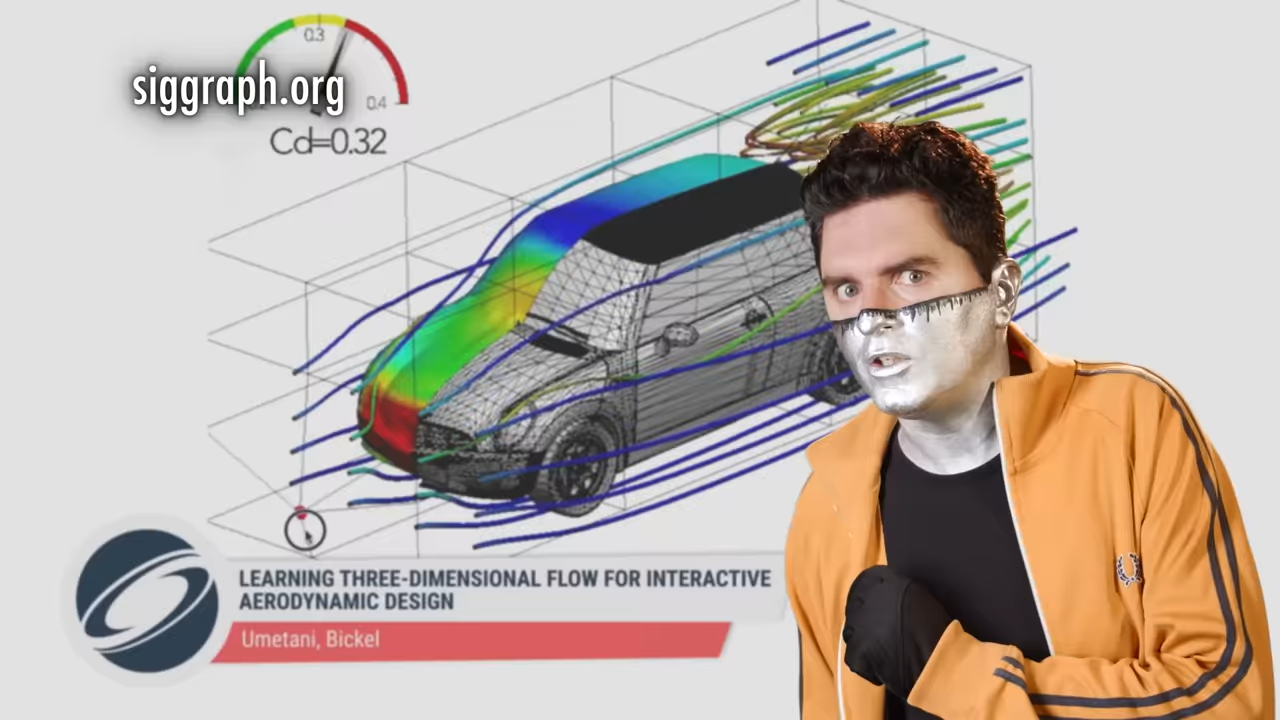 0.3
siggraph.org
0.4
Cd=0.32
LEARNING THREE-DIMENSIONAL FLOW FOR INTERACTIVE
AERODYNAMIC DESIGN
Umetani, Bickel